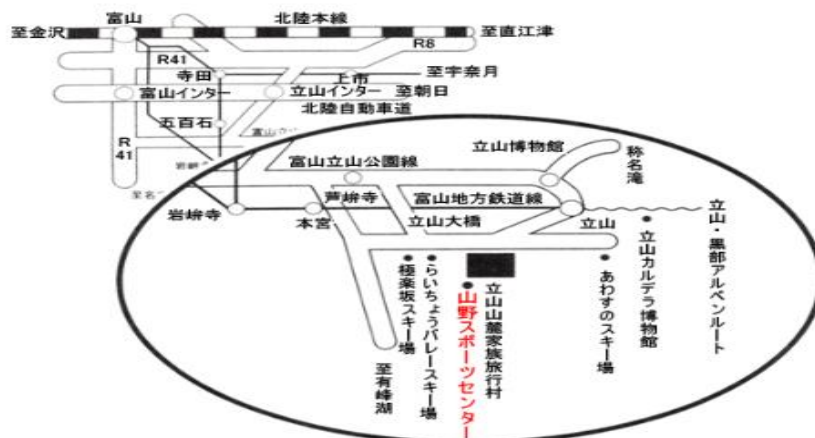 富山
北陸本線
至金沢
至直江津
R8
R41
寺田
上市
至宇奈月
富山インター
立山インター
至朝日
北陸自動車道
五百石
R
41
富山立山公園線
立山博物館
称名滝
芦峅寺
富山地方鉄道線
岩峅寺
本宮
立山大橋
立山
立山・黒部アルペンルート
立山カルデラ博物館
あわすのスキー場
立山山麓家族旅行村
山野スポーツセンター
らいちょうバレースキー場
極楽坂スキー場
至有峰湖